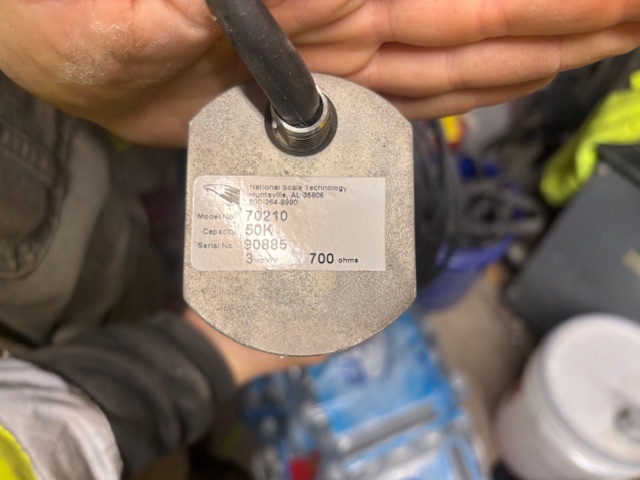 National Scale Technology
Huntsville, AL 35806
800-264-9990
Model No. 70210
Capacity 50K
Serial No. 90885
3 mV/V 700 ohms